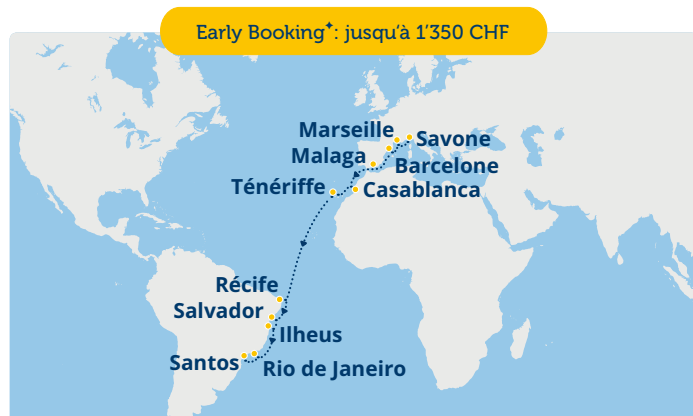 Early Booking✦: jusqu'à 1'350 CHF
Marseille
Savone
Malaga
Barcelone
Ténériffe
Casablanca
Récife
Salvador
Ilheus
Santos
Rio de Janeiro